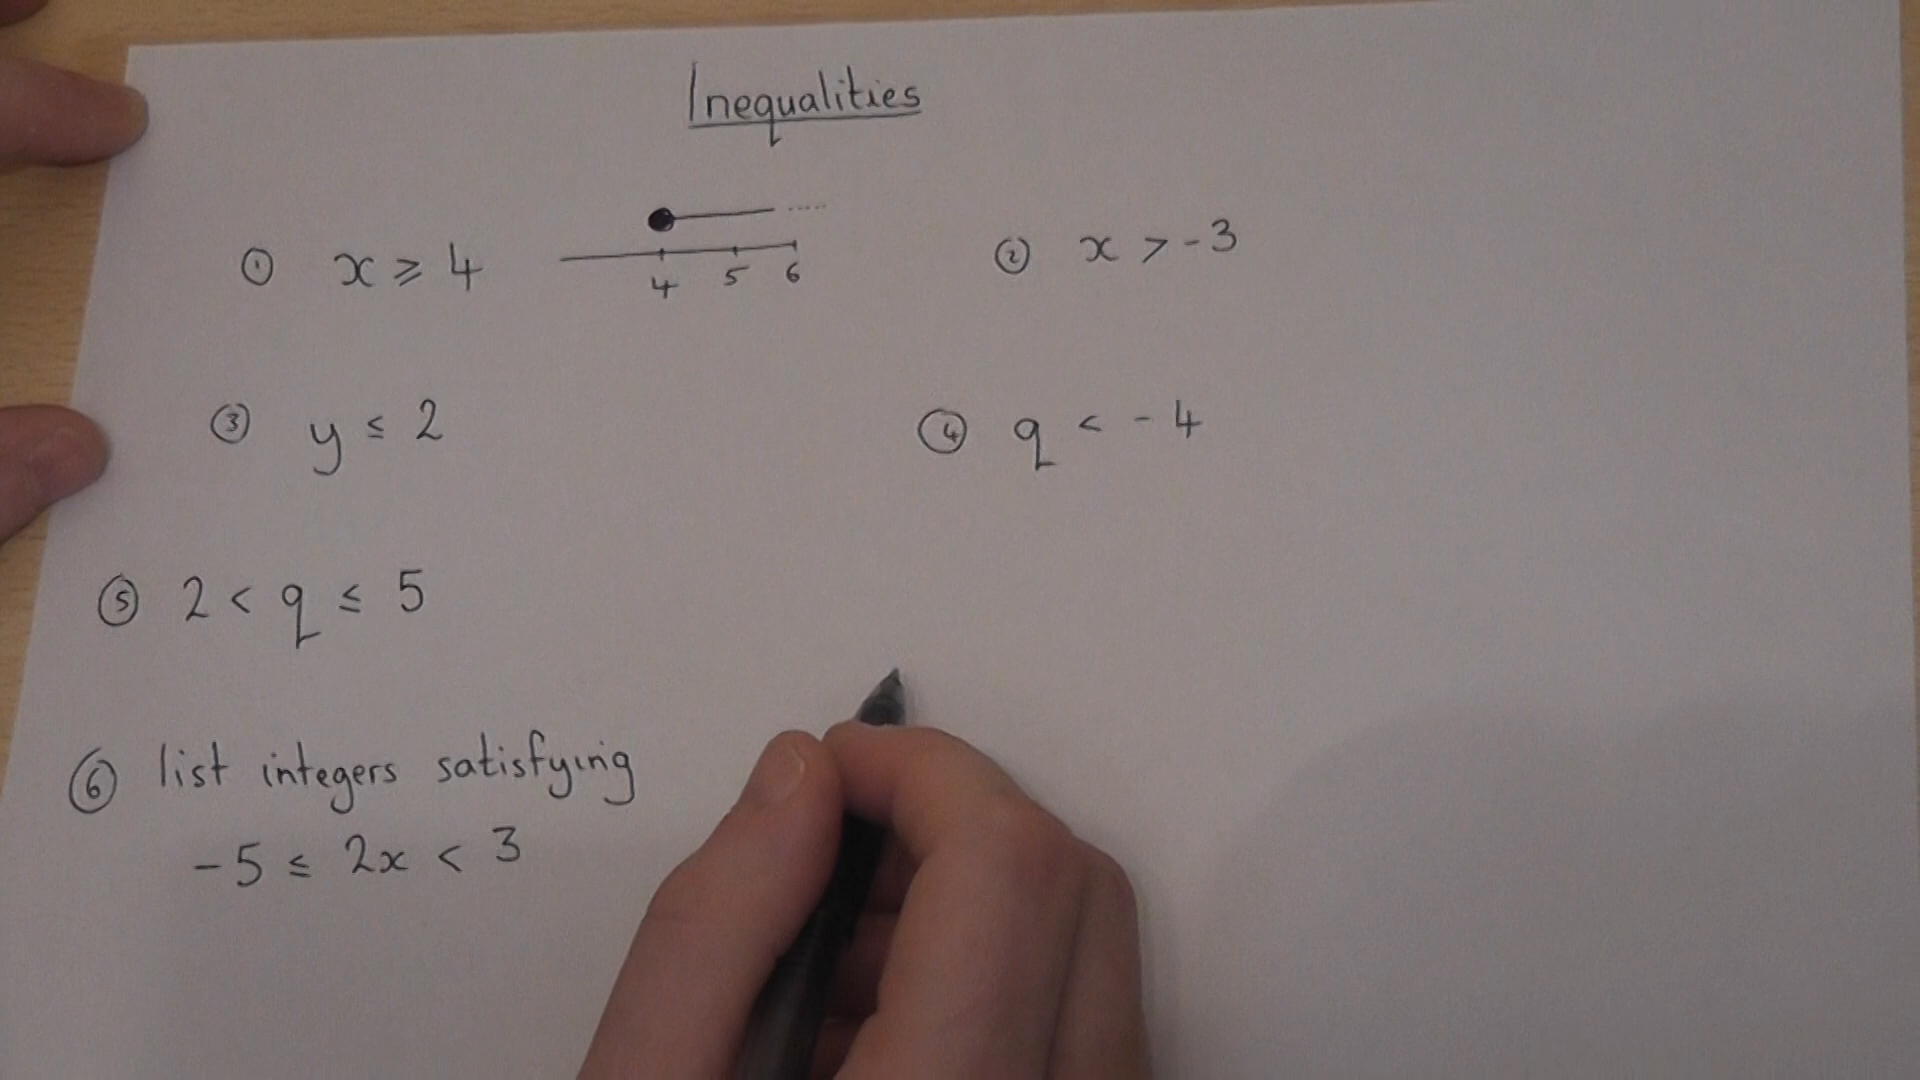 Inequalities
① x ⩾ 4
4 5 6
② x > -3
③ y ≤ 2
④ q < -4
⑤ 2 < q ≤ 5
⑥ list integers satisfying
-5 ≤ 2x < 3